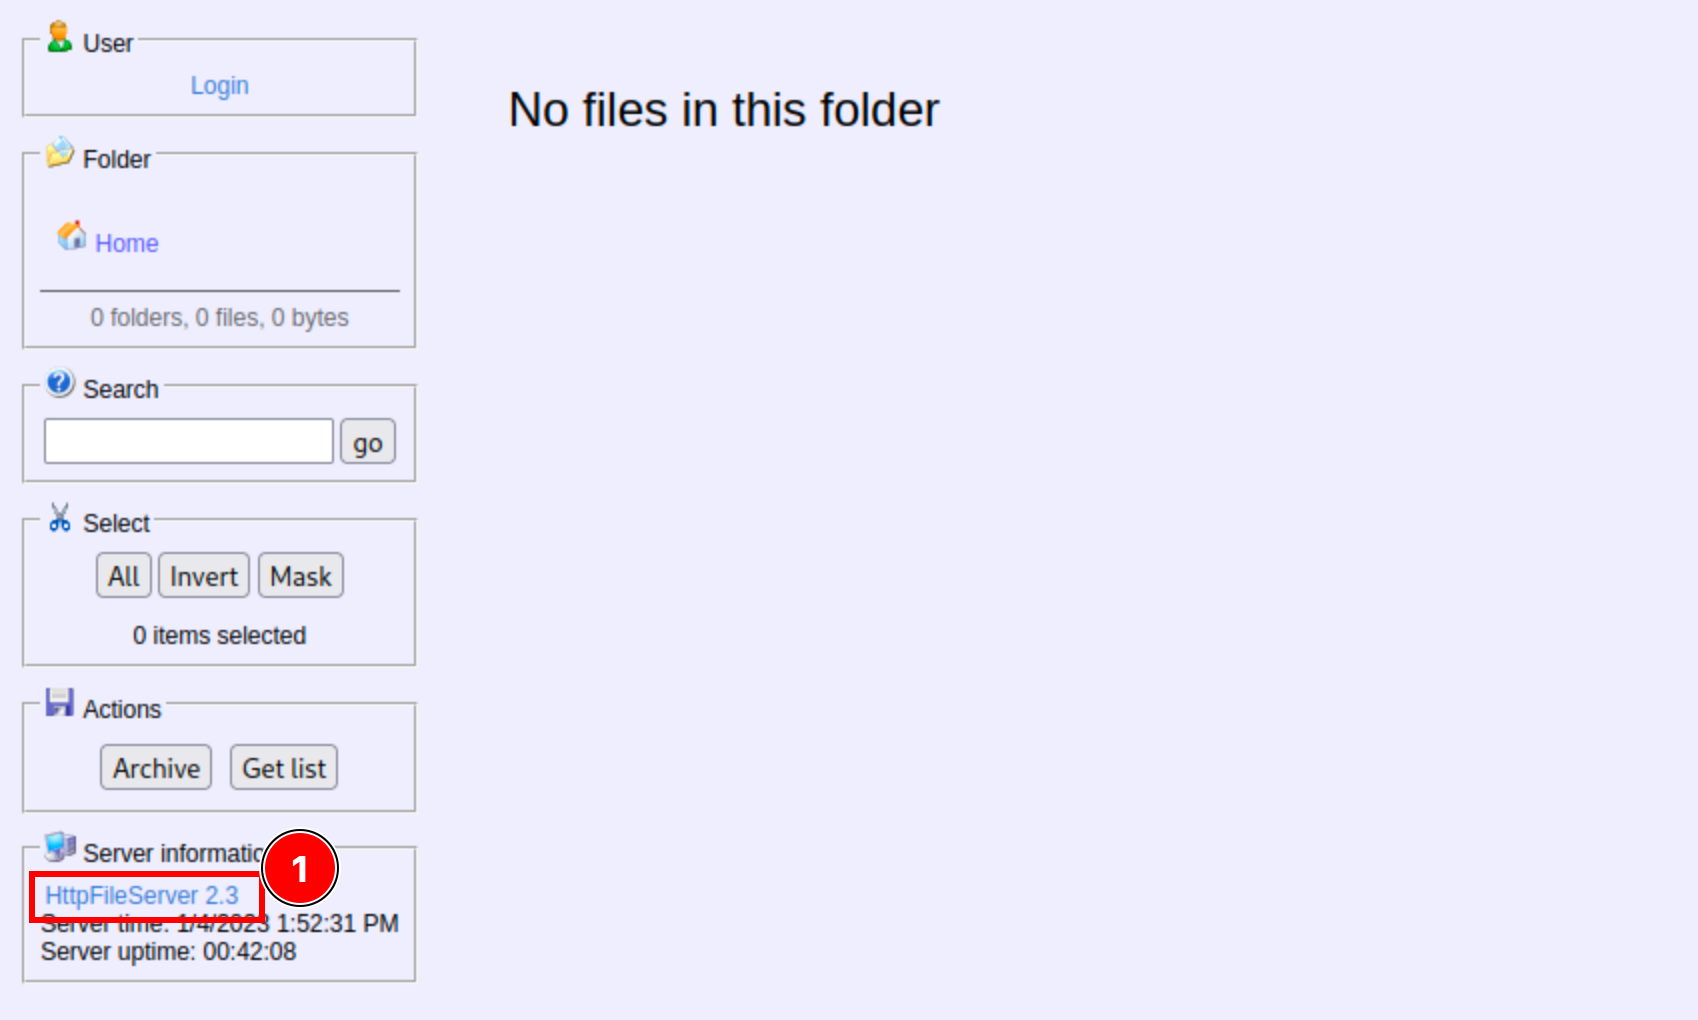 User
Login
No files in this folder
Folder
Home
0 folders, 0 files, 0 bytes
Search
go
Select
All Invert Mask
0 items selected
Actions
Archive Get list
Server informatio
1
HttpFileServer 2.3
Server time: 1/4/2023 1:52:31 PM
Server uptime: 00:42:08